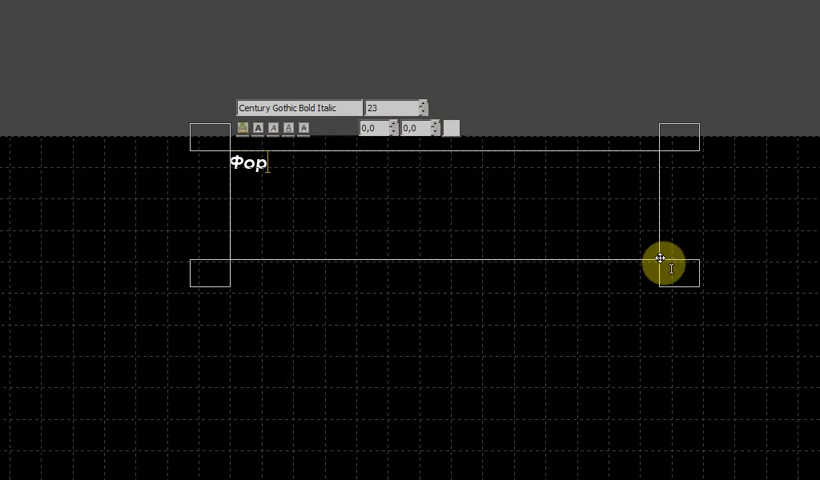 Century Gothic Bold Italic 23
A A A A A 0,0 0,0
Фор